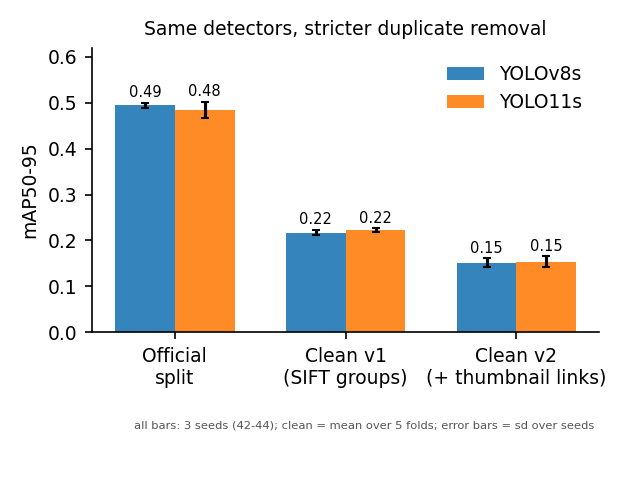 Same detectors, stricter duplicate removal
mAP50-95
0.6
0.5
0.4
0.3
0.2
0.1
0.0
YOLOv8s
YOLO11s
0.49
0.48
0.22
0.22
0.15
0.15
Official
split
Clean v1
(SIFT groups)
Clean v2
(+ thumbnail links)
all bars: 3 seeds (42-44); clean = mean over 5 folds; error bars = sd over seeds